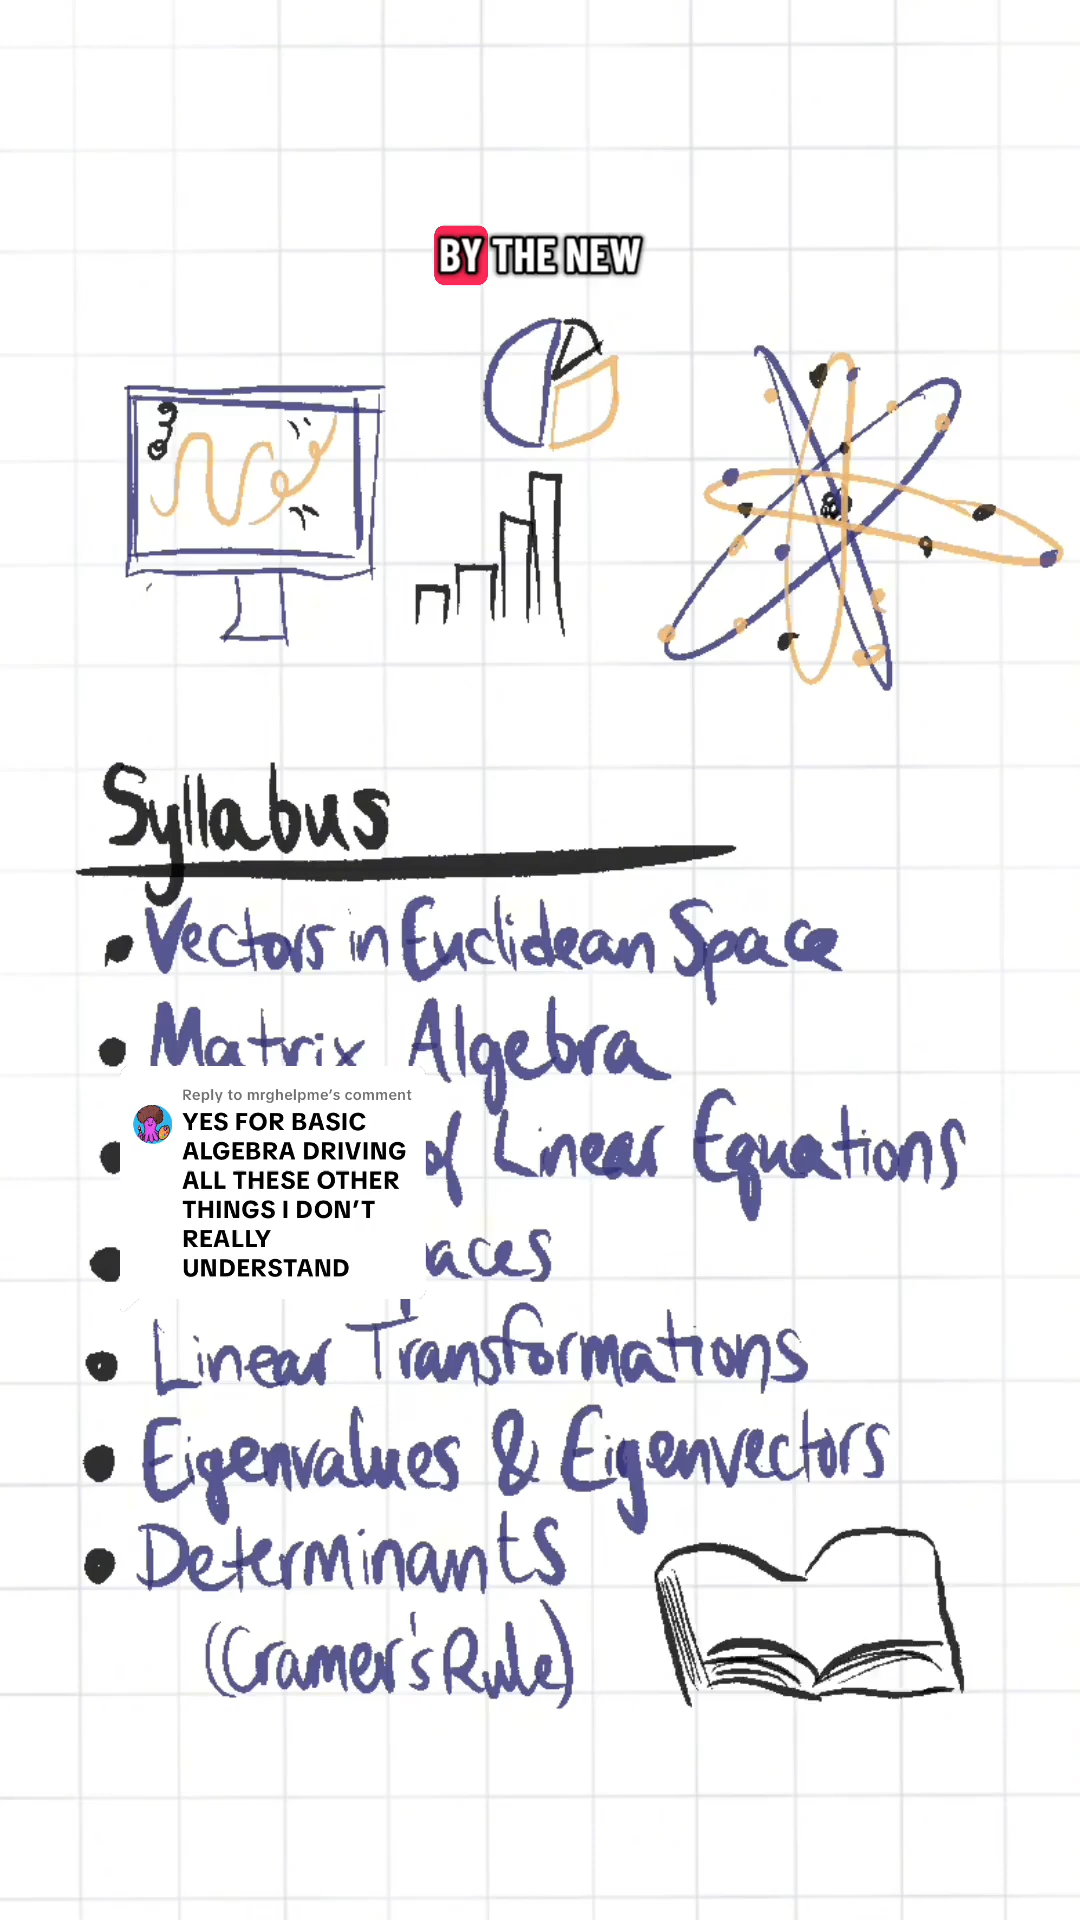 BY THE NEW
Syllabus
• Vectors in Euclidean Space
• Matrix Algebra
Reply to mrghelpme's comment
YES FOR BASIC
ALGEBRA DRIVING
ALL THESE OTHER
THINGS I DON'T
REALLY
UNDERSTAND
• of Linear Equations
• aces
• Linear Transformations
• Eigenvalues & Eigenvectors
• Determinants
(Cramer's Rule)